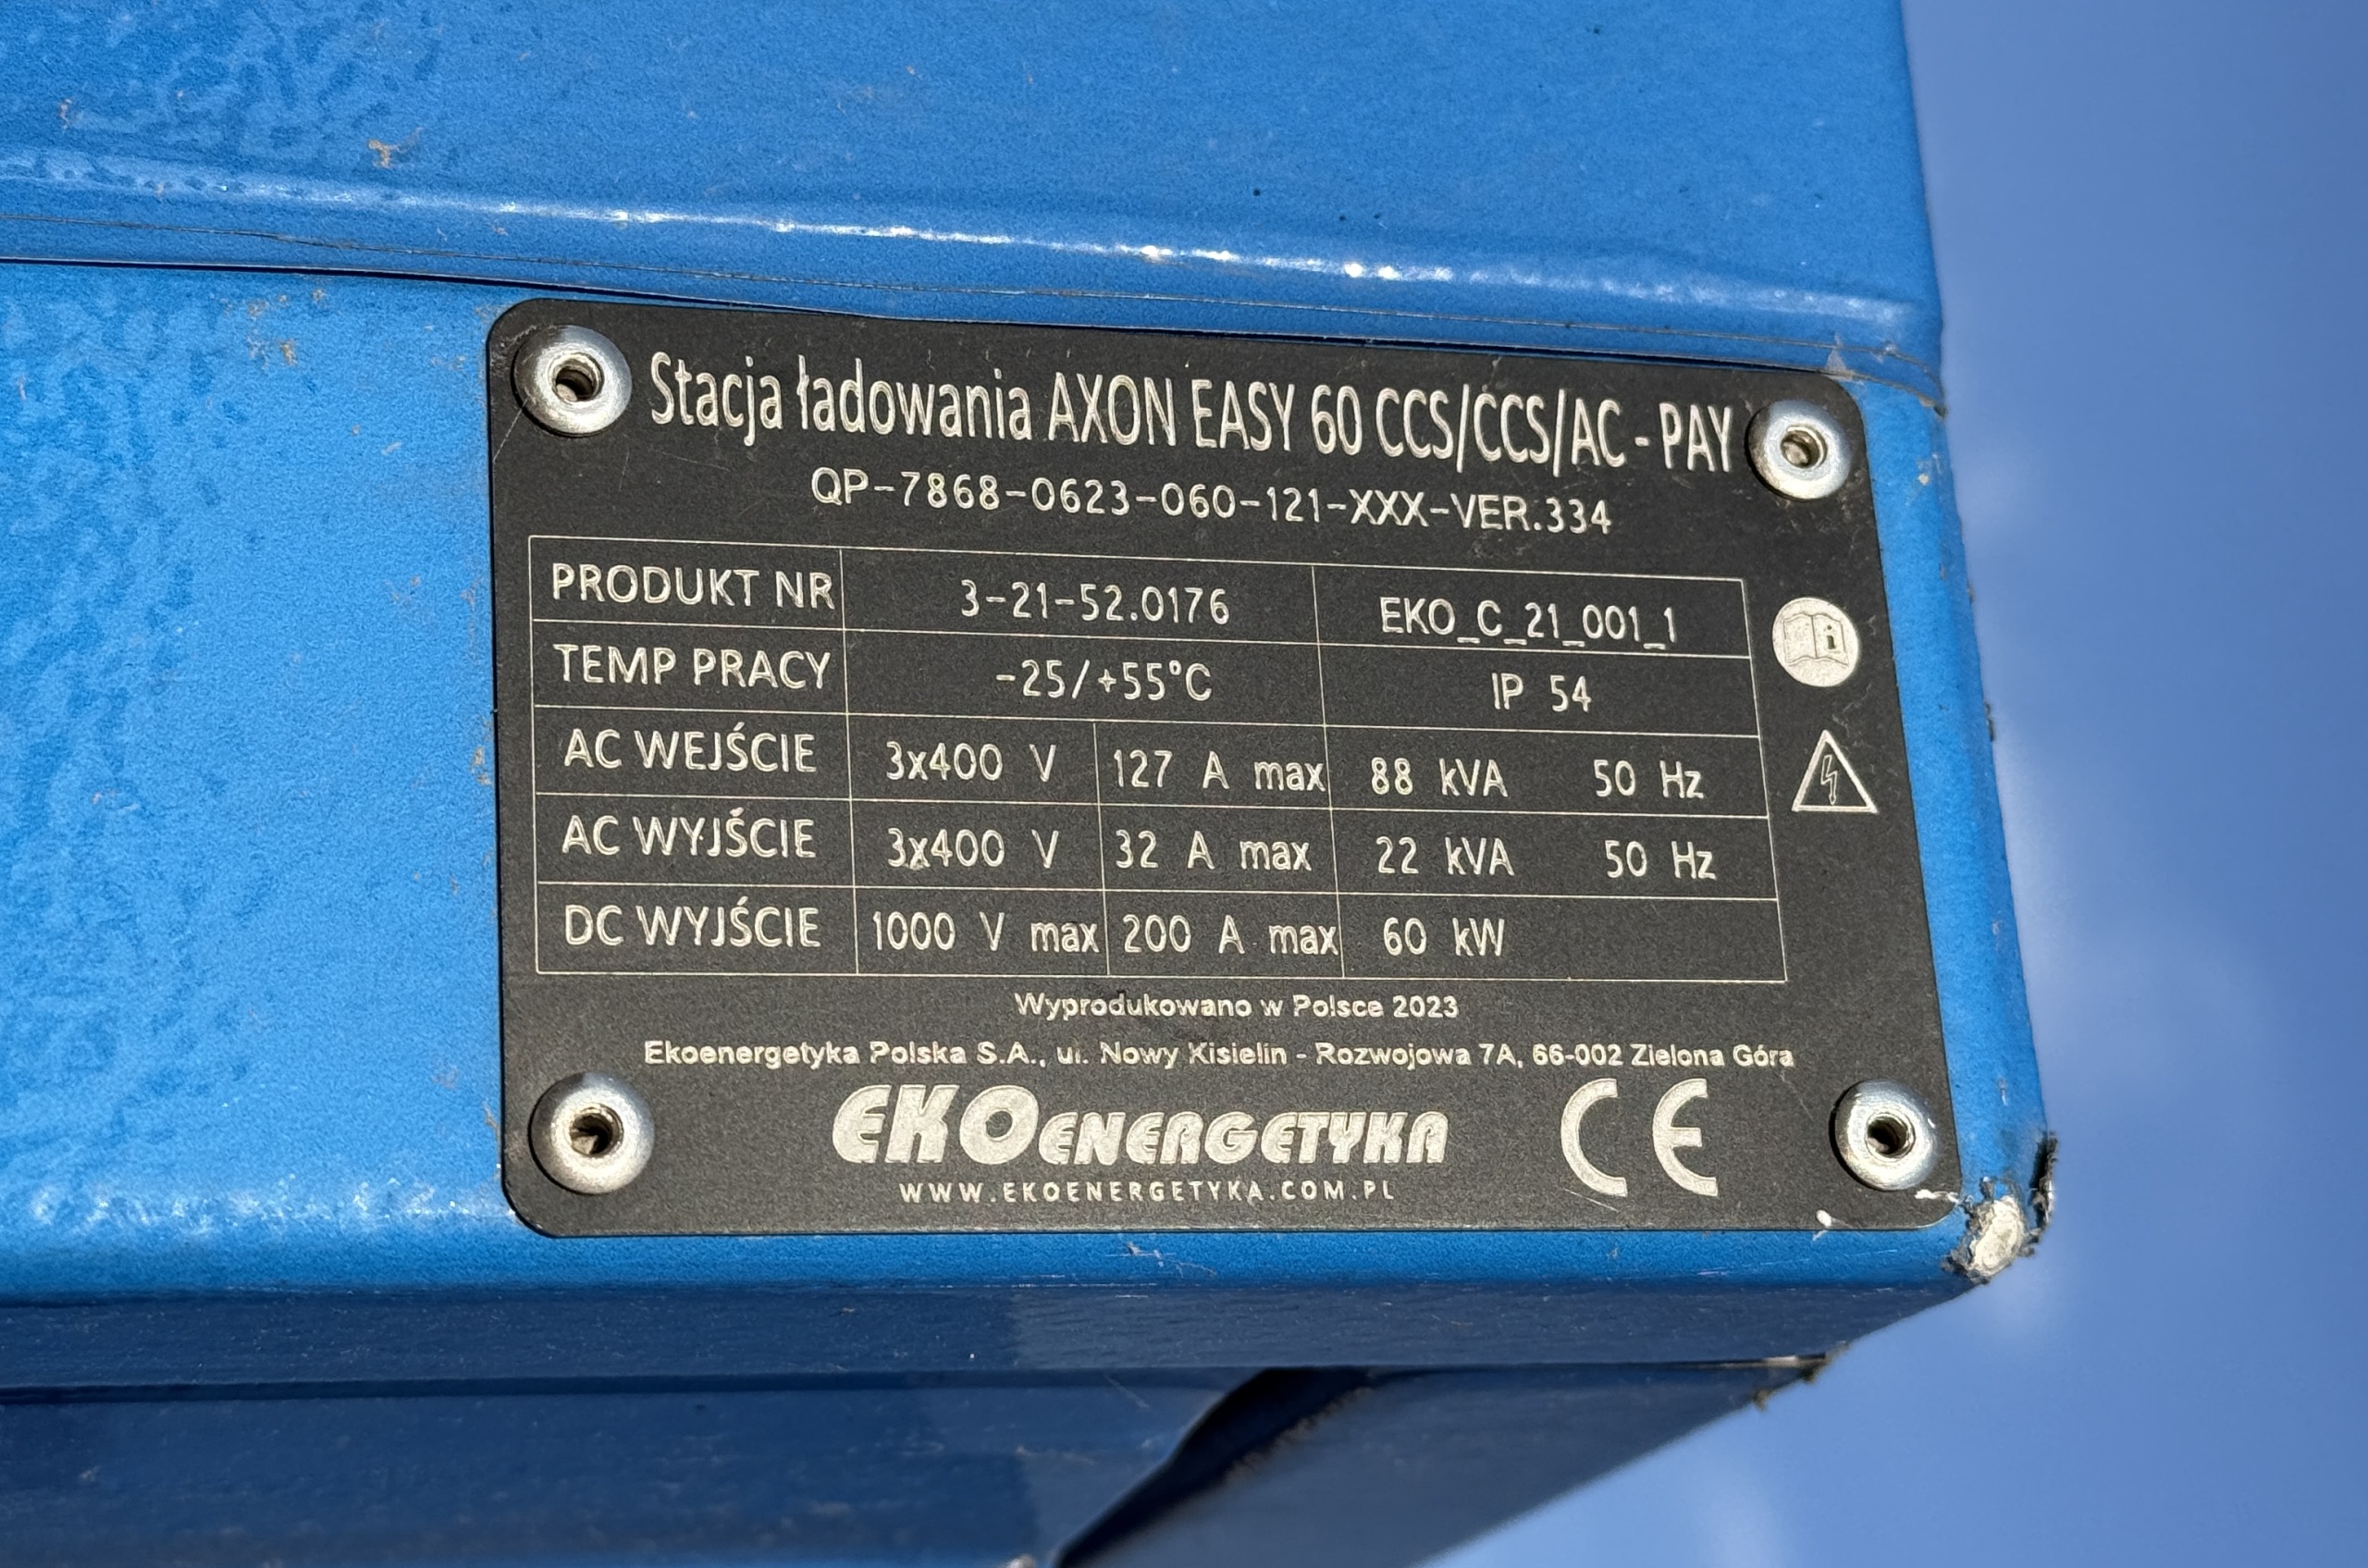 Stacja ładowania AXON EASY 60 CCS/CCS/AC - PAY
QP-7868-0623-060-121-XXX-VER.334
PRODUKT NR 3-21-52.0176 EKO_C_21_001_1
TEMP PRACY -25/+55°C IP 54
AC WEJŚCIE 3x400 V 127 A max 88 kVA 50 Hz
AC WYJŚCIE 3x400 V 32 A max 22 kVA 50 Hz
DC WYJŚCIE 1000 V max 200 A max 60 kW
Wyprodukowano w Polsce 2023
Ekoenergetyka Polska S.A., ul. Nowy Kisielin - Rozwojowa 7A, 66-002 Zielona Góra
EKOENERGETYKA CE
WWW.EKOENERGETYKA.COM.PL